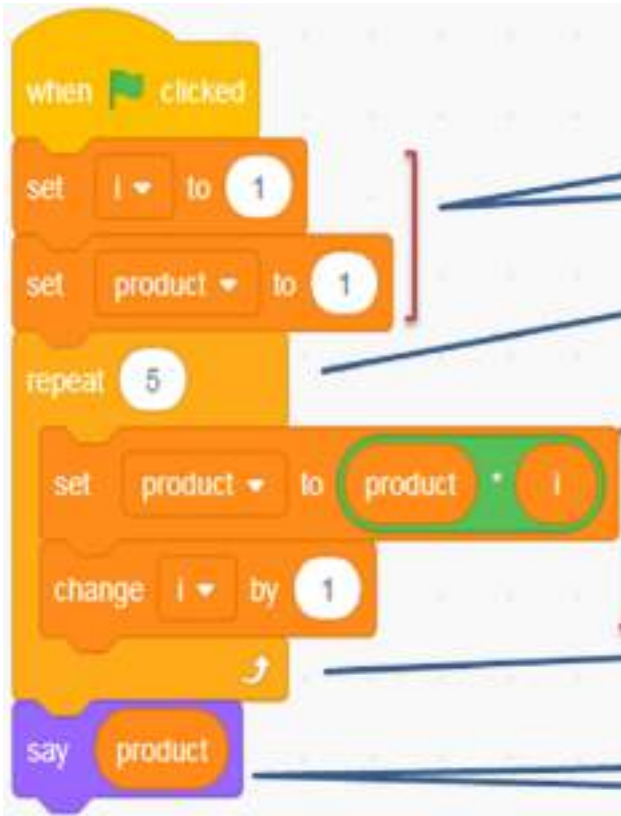 when clicked
set i to 1
set product to 1
repeat 5
set product to product * i
change i by 1
say product